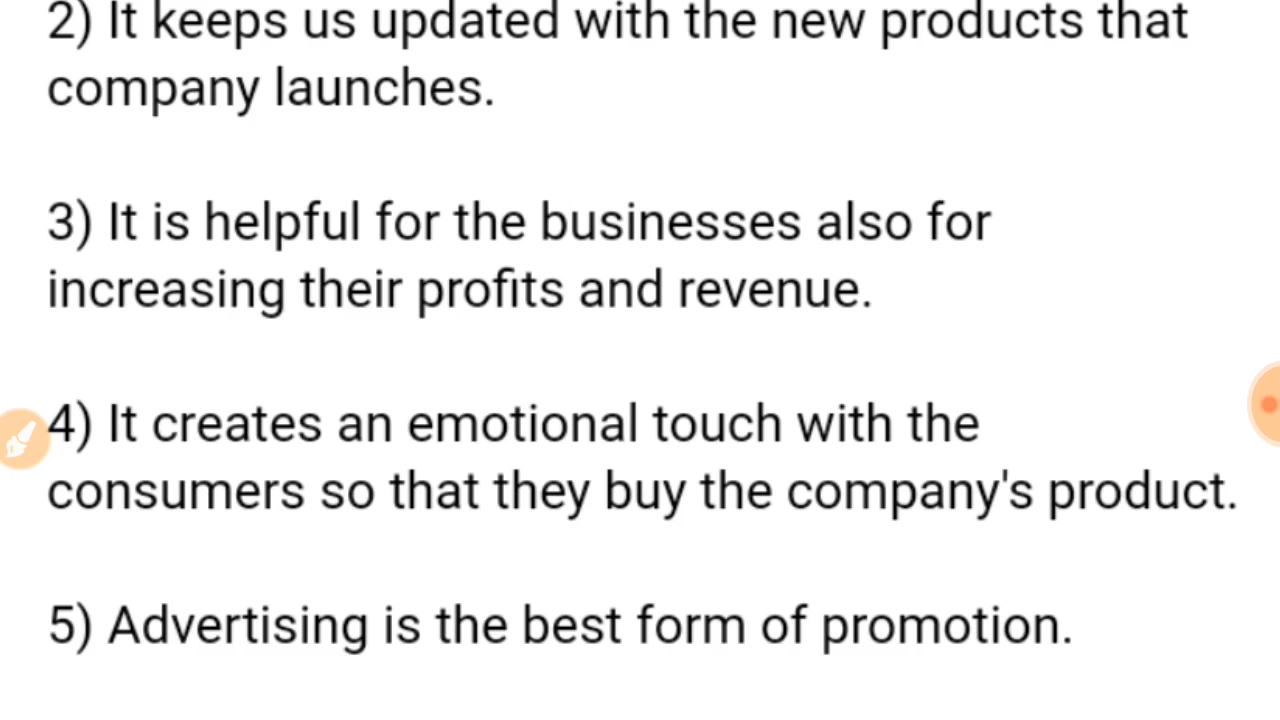 2) It keeps us updated with the new products that
company launches.
3) It is helpful for the businesses also for
increasing their profits and revenue.
4) It creates an emotional touch with the
consumers so that they buy the company's product.
5) Advertising is the best form of promotion.